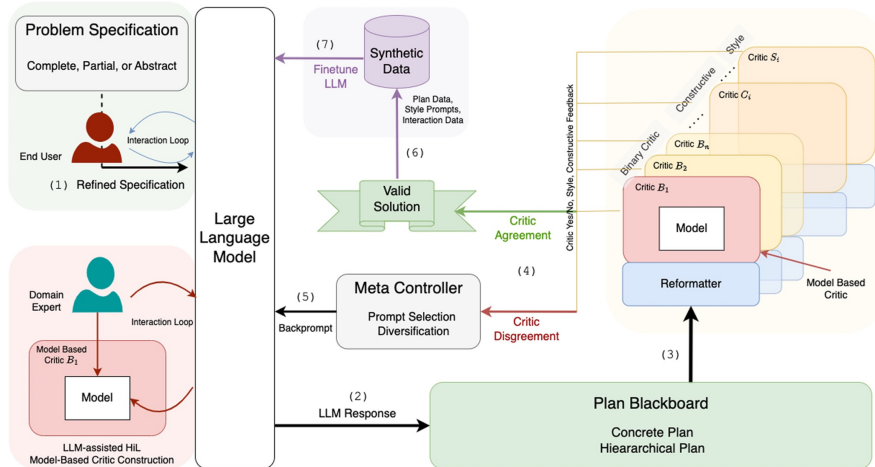 Problem Specification
Complete, Partial, or Abstract
End User
Interaction Loop
(1) Refined Specification
Domain
Expert
Interaction Loop
Model Based
Critic B₁
Model
LLM-assisted HiL
Model-Based Critic Construction
Large
Language
Model
(7)
Finetune
LLM
Synthetic
Data
Plan Data,
Style Prompts,
Interaction Data
(6)
Valid
Solution
Critic
Agreement
(4)
(5)
Backprompt
Meta Controller
Prompt Selection
Diversification
Critic
Disgreement
(2)
LLM Response
Plan Blackboard
Concrete Plan
Hieararchical Plan
(3)
Critic Yes/No, Style, Constructive Feedback
Binary Critic
.... Constructive
.... Style
Critic Sᵢ
Critic Cᵢ
Critic Bₙ
Critic B₂
Critic B₁
Model
Reformatter
Model Based
Critic